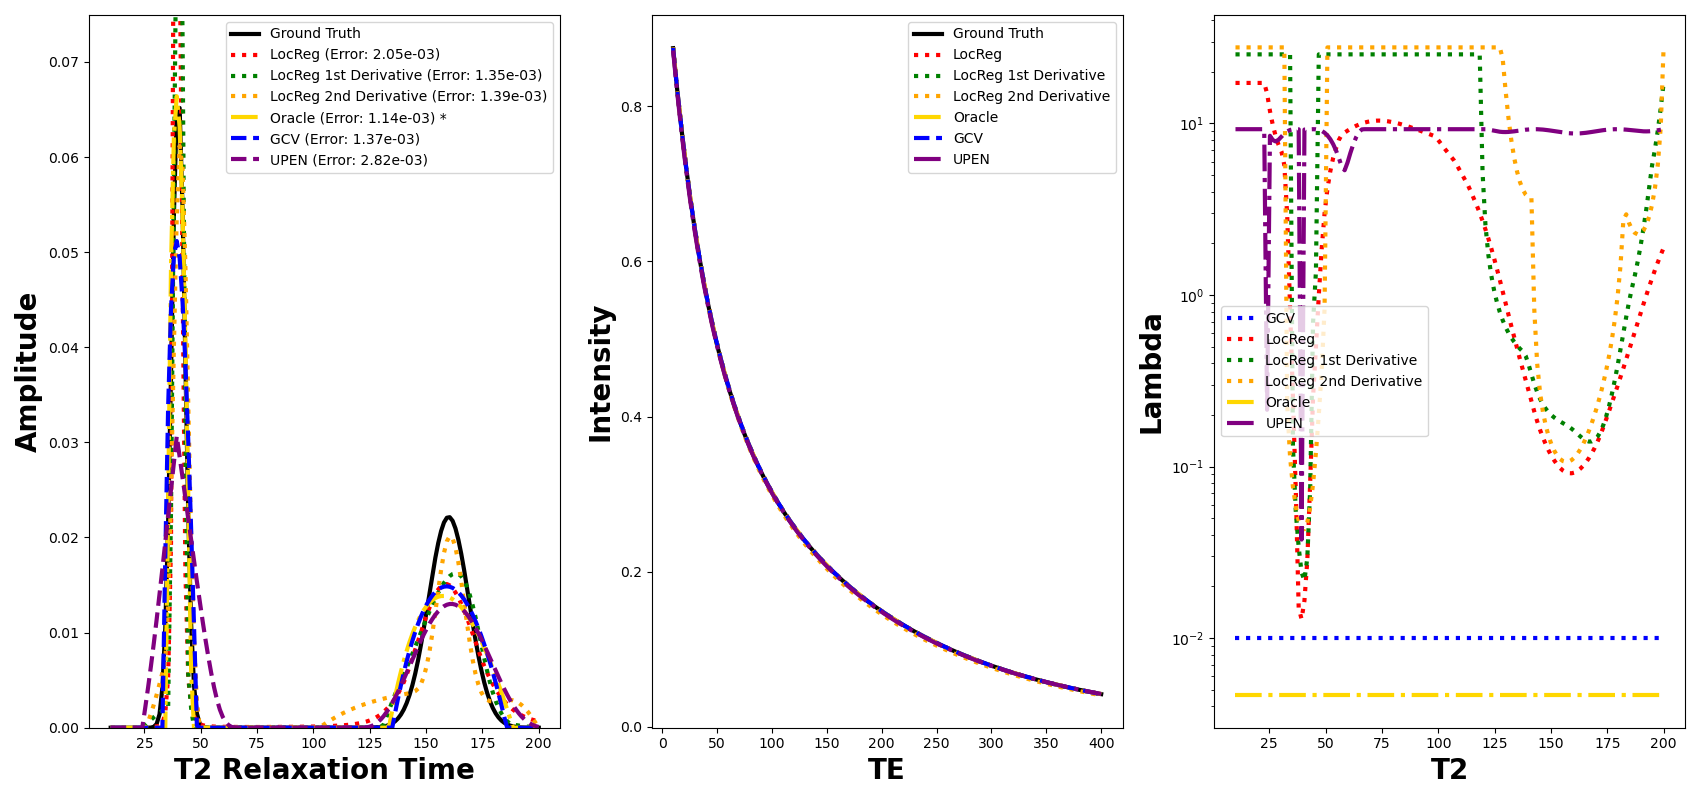 Amplitude
0.07
0.06
0.05
0.04
0.03
0.02
0.01
0.00
25 50 75 100 125 150 175 200
T2 Relaxation Time
Ground Truth
LocReg (Error: 2.05e-03)
LocReg 1st Derivative (Error: 1.35e-03)
LocReg 2nd Derivative (Error: 1.39e-03)
Oracle (Error: 1.14e-03) *
GCV (Error: 1.37e-03)
UPEN (Error: 2.82e-03)
Intensity
0.8
0.6
0.4
0.2
0.0
0 50 100 150 200 250 300 350 400
TE
Ground Truth
LocReg
LocReg 1st Derivative
LocReg 2nd Derivative
Oracle
GCV
UPEN
Lambda
10^1
10^0
10^-1
10^-2
25 50 75 100 125 150 175 200
T2
GCV
LocReg
LocReg 1st Derivative
LocReg 2nd Derivative
Oracle
UPEN